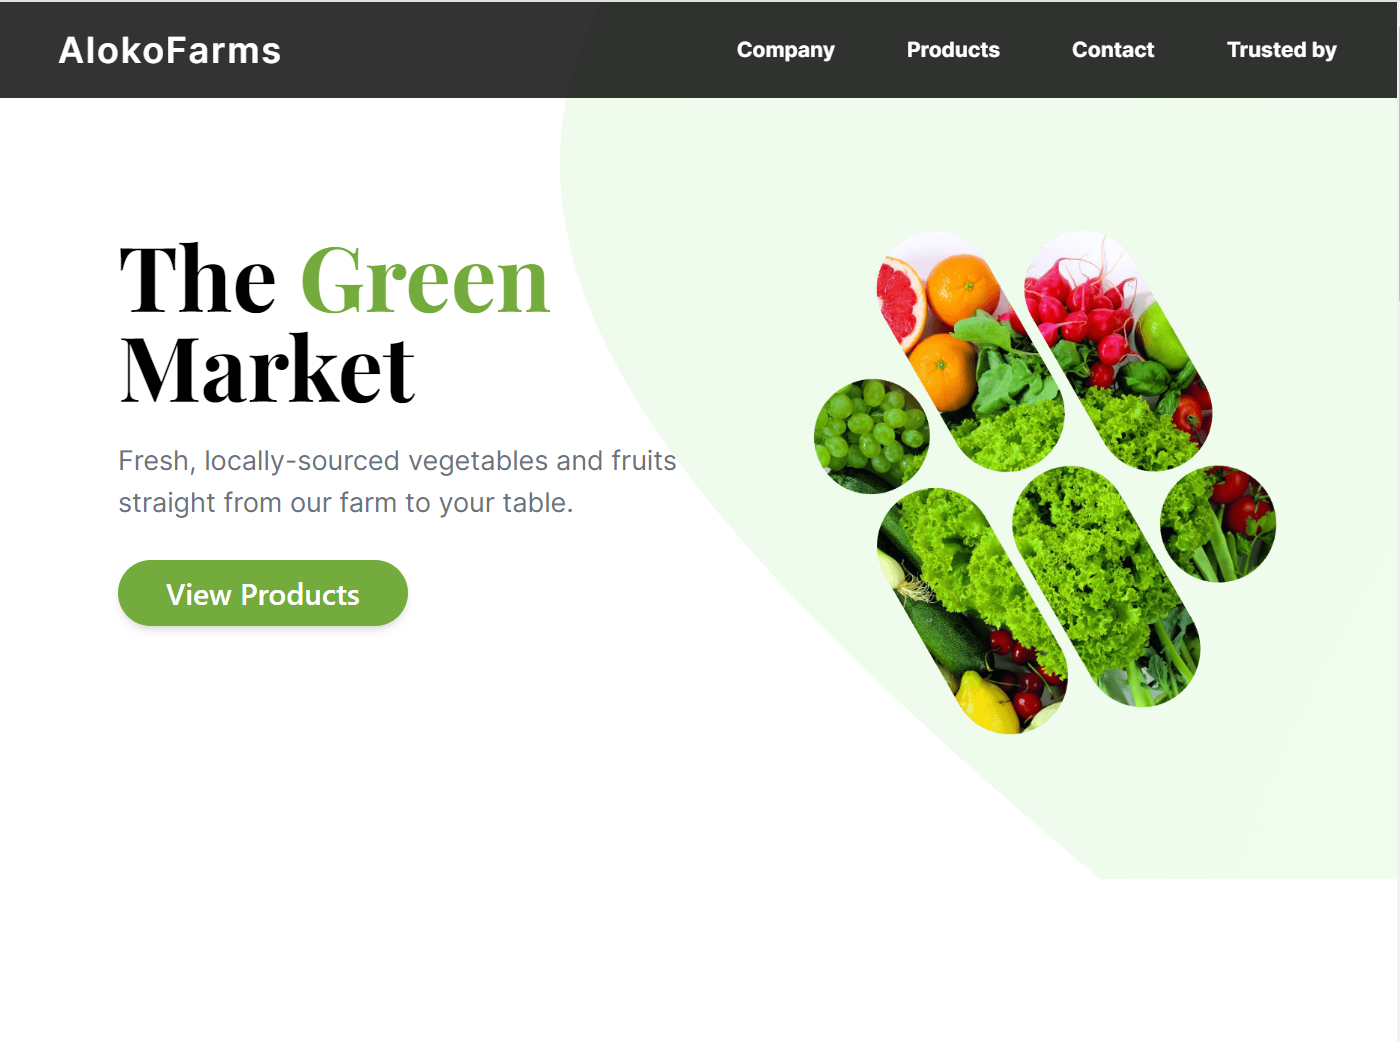 AlokoFarms
Company Products Contact Trusted by
The Green
Market
Fresh, locally-sourced vegetables and fruits
straight from our farm to your table.
View Products